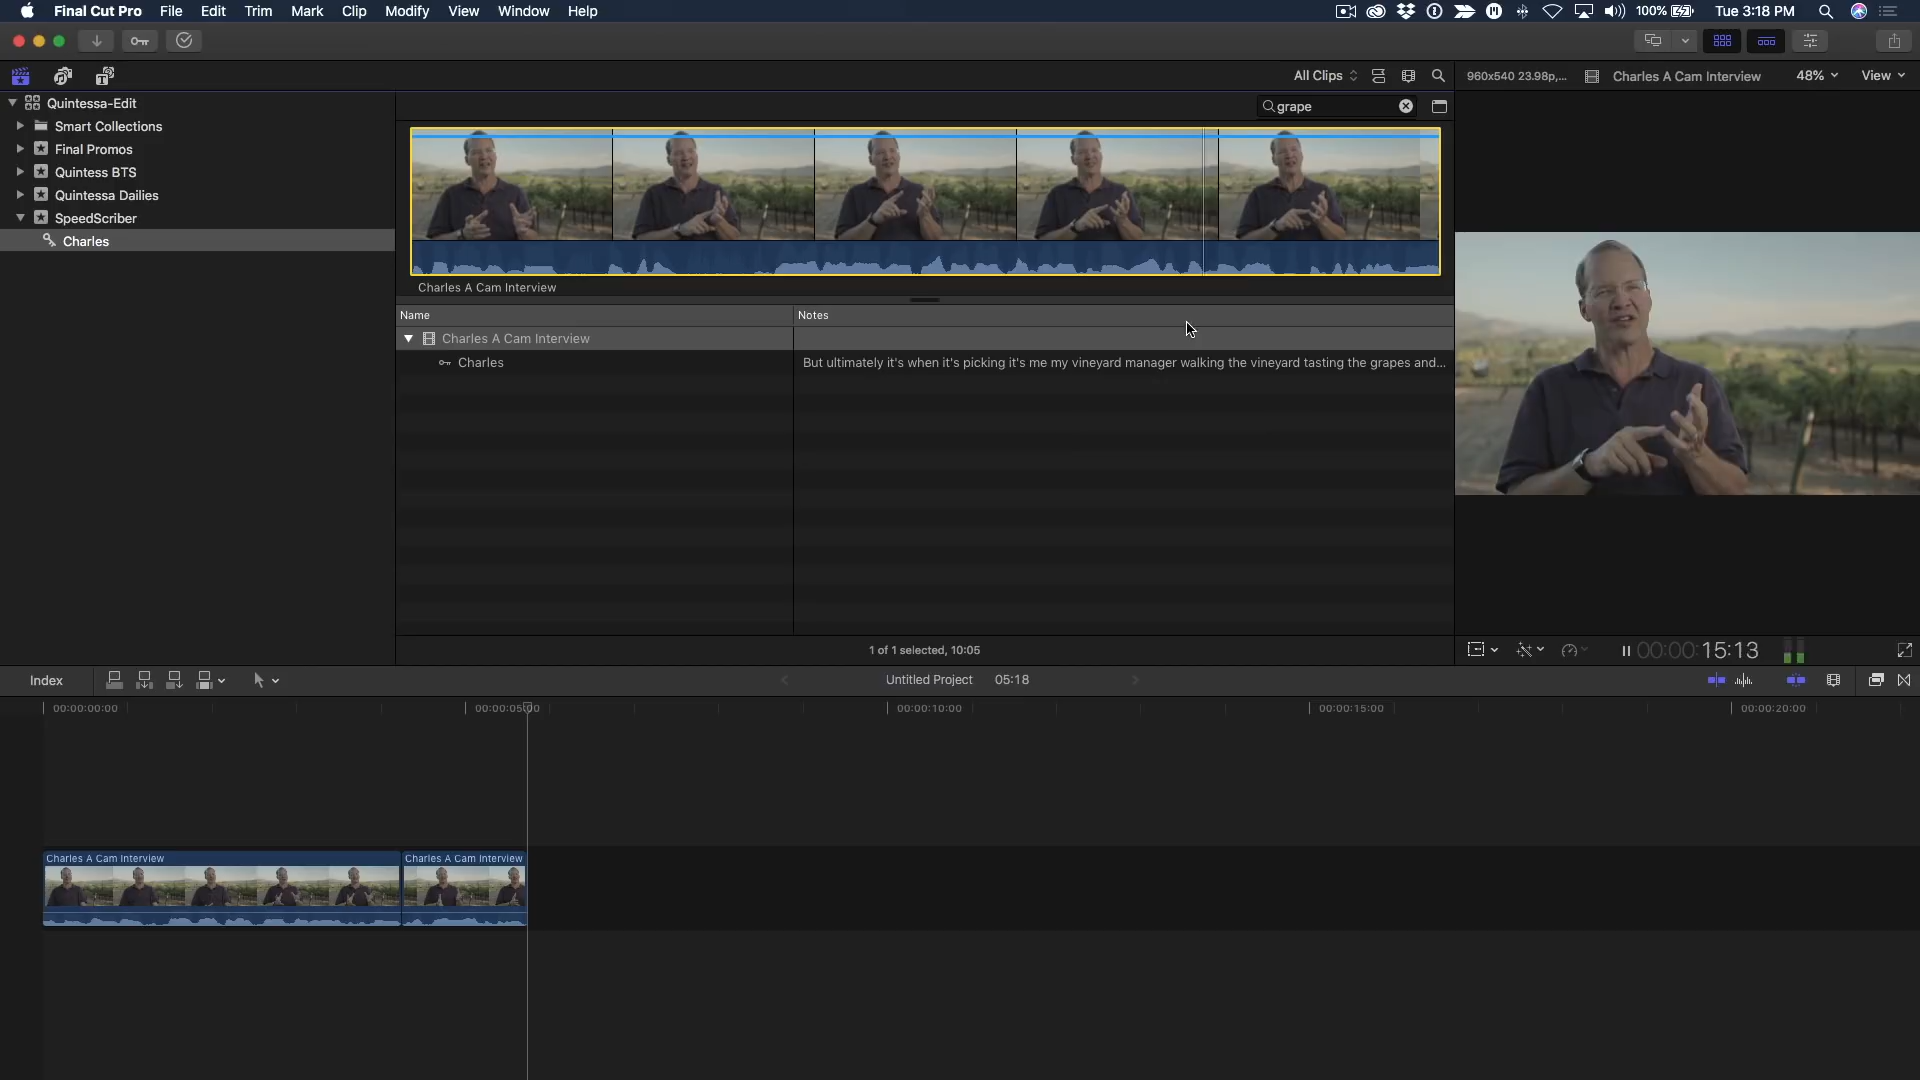 Final Cut Pro File Edit Trim Mark Clip Modify View Window Help 100% Tue 3:18 PM
All Clips 960x540 23.98p,... Charles A Cam Interview 48% View
Quintessa-Edit
grape
Smart Collections
Final Promos
Quintess BTS
Quintessa Dailies
SpeedScriber
Charles
Charles A Cam Interview
Name Notes
Charles A Cam Interview
Charles But ultimately it's when it's picking it's me my vineyard manager walking the vineyard tasting the grapes and...
1 of 1 selected, 10:05 00:00:15:13
Index Untitled Project 05:18
00:00:00:00 00:00:05:00 00:00:10:00 00:00:15:00 00:00:20:00
Charles A Cam Interview Charles A Cam Interview